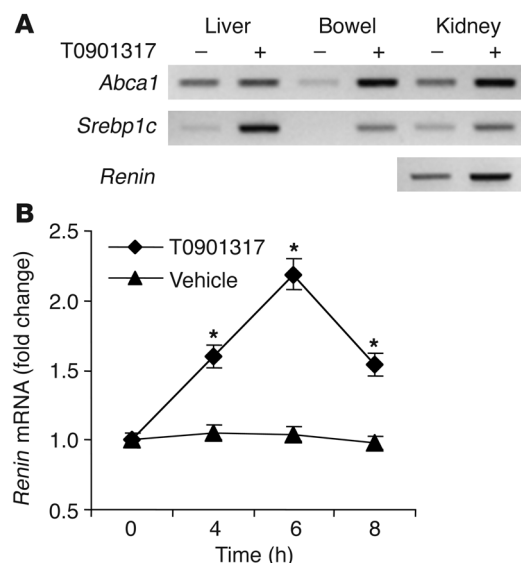 A
Liver Bowel Kidney
T0901317 – + – + – +
Abca1
Srebp1c
Renin
B
2.5
2.0
1.5
1.0
0.5
Renin mRNA (fold change)
T0901317
Vehicle
*
*
*
0 4 6 8
Time (h)